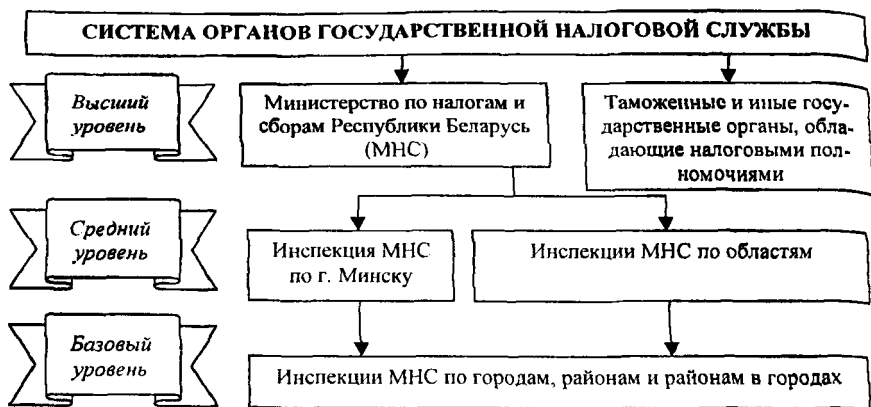 СИСТЕМА ОРГАНОВ ГОСУДАРСТВЕННОЙ НАЛОГОВОЙ СЛУЖБЫ
Высший
уровень
Министерство по налогам и
сборам Республики Беларусь
(МНС)
Таможенные и иные госу-
дарственные органы, обла-
дающие налоговыми пол-
номочиями
Средний
уровень
Инспекция МНС
по г. Минску
Инспекции МНС по областям
Базовый
уровень
Инспекции МНС по городам, районам и районам в городах